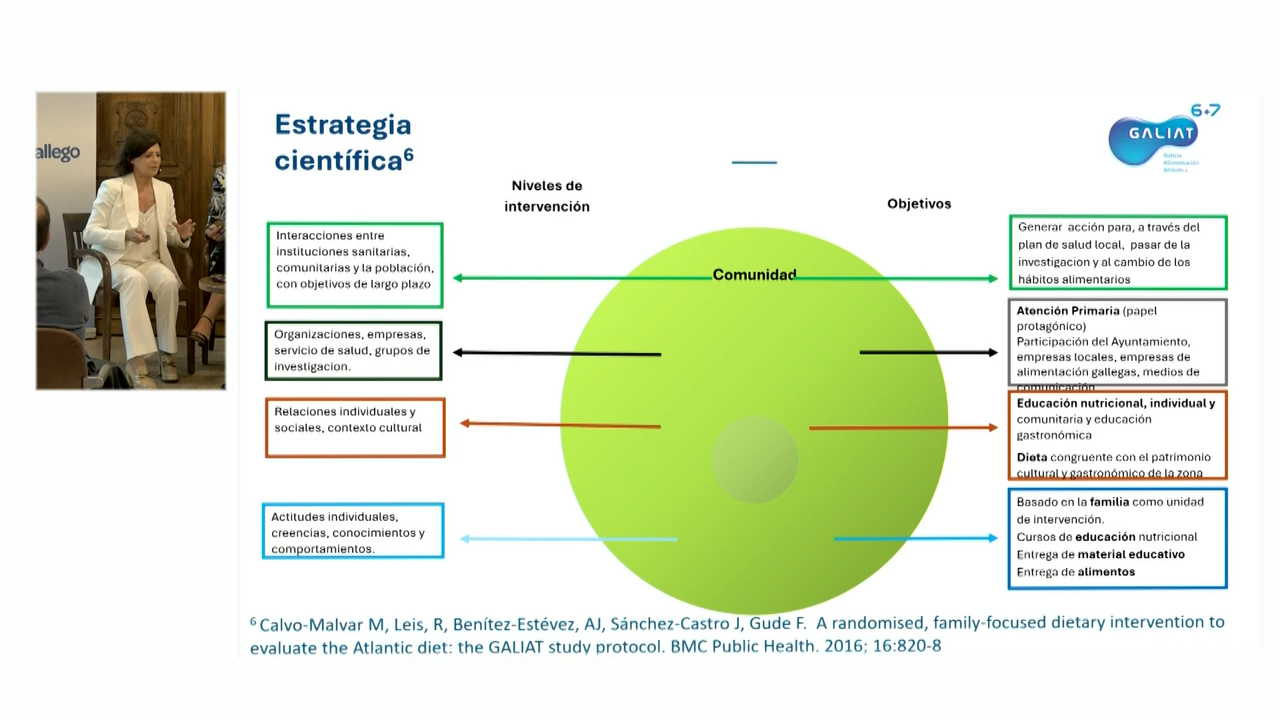 allego
Estrategia
científica⁶
6+7
GALIAT
Galicia
Alimentación
Atlántica
Niveles de
intervención
Objetivos
Interacciones entre
instituciones sanitarias,
comunitarias y la población,
con objetivos de largo plazo
Comunidad
Generar acción para, a través del
plan de salud local, pasar de la
investigacion y al cambio de los
hábitos alimentarios
Organizaciones, empresas,
servicio de salud, grupos de
investigacion.
Atención Primaria (papel
protagónico)
Participación del Ayuntamiento,
empresas locales, empresas de
alimentación gallegas, medios de
comunicación
Relaciones individuales y
sociales, contexto cultural
Educación nutricional, individual y
comunitaria y educación
gastronómica
Dieta congruente con el patrimonio
cultural y gastronómico de la zona
Actitudes individuales,
creencias, conocimientos y
comportamientos.
Basado en la familia como unidad
de intervención.
Cursos de educación nutricional
Entrega de material educativo
Entrega de alimentos
⁶ Calvo-Malvar M, Leis, R, Benítez-Estévez, AJ, Sánchez-Castro J, Gude F. A randomised, family-focused dietary intervention to
evaluate the Atlantic diet: the GALIAT study protocol. BMC Public Health. 2016; 16:820-8